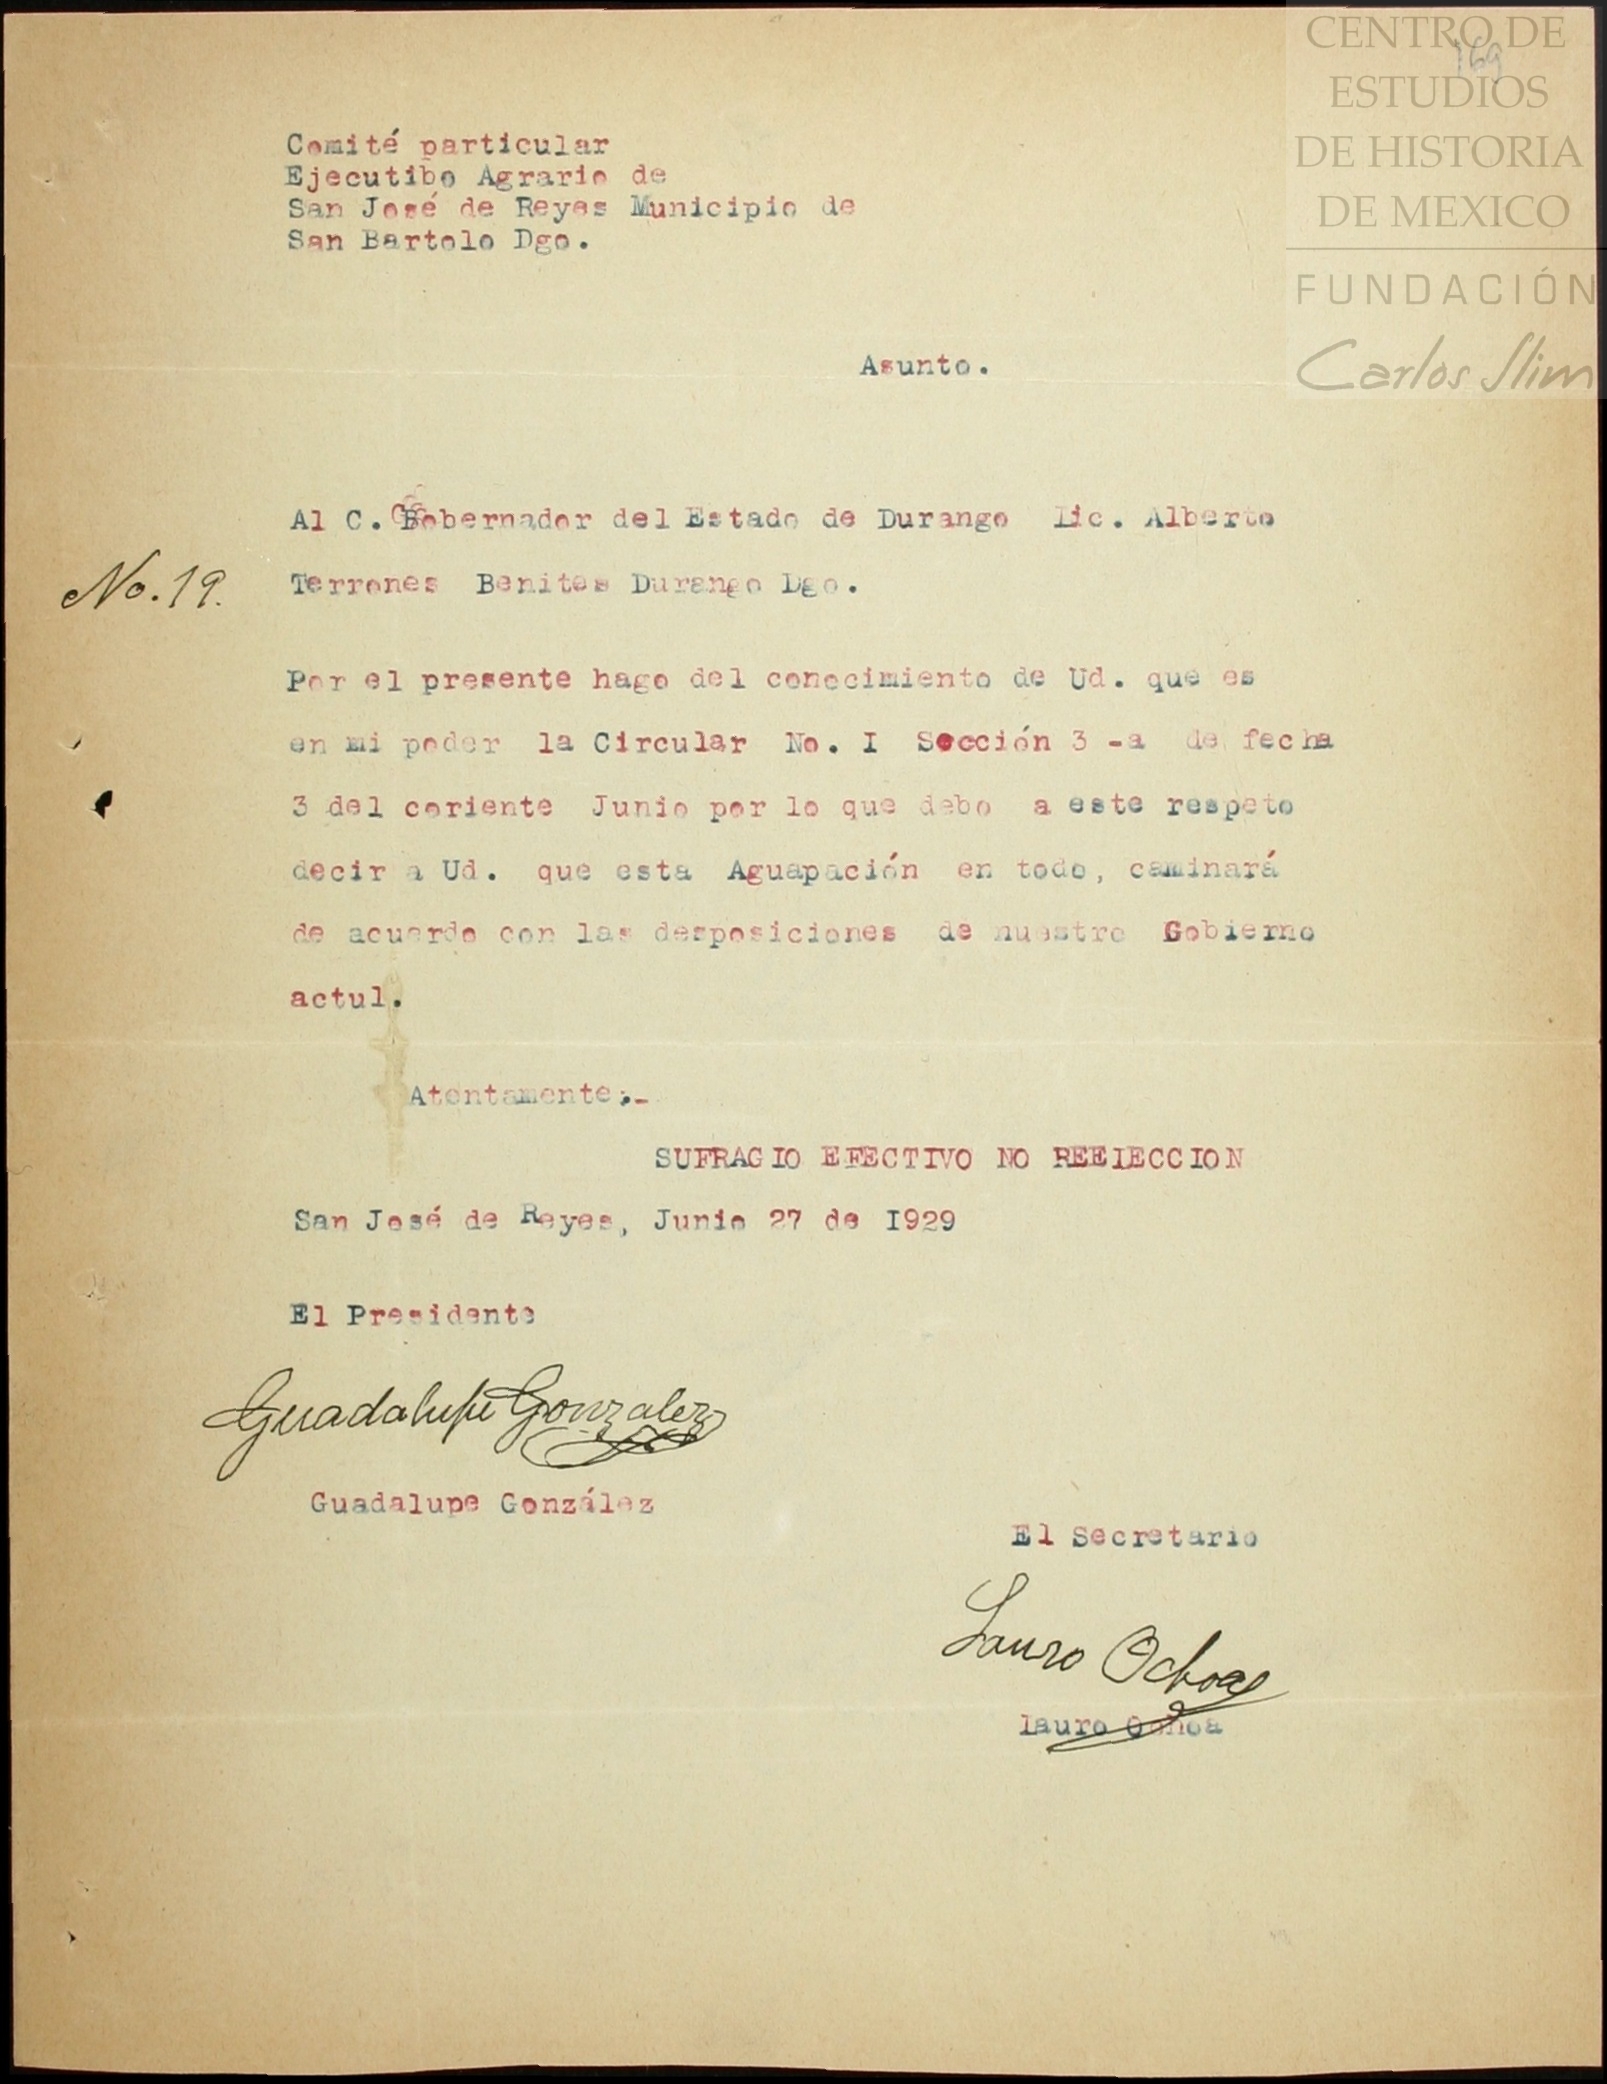 CENTRO DE
ESTUDIOS
DE HISTORIA
DE MEXICO
FUNDACIÓN
Carlos Slim
169
Comité particular
Ejecutibo Agrario de
San José de Reyes Municipio de
San Bartolo Dgo.
Asunto.
Al C. Gobernador del Estado de Durango Lic. Alberto
No. 19.
Terrones Benites Durango Dgo.
Por el presente hago del conocimiento de Ud. que es
en mi poder la Circular No. I Sección 3 -a de fecha
3 del coriente Junio por lo que debo a este respeto
decir a Ud. que esta Aguapación en todo, caminará
de acuerdo con las desposiciones de nuestro Gobierno
actul.
Atentamente;-
SUFRAGIO EFECTIVO NO REEIECCION
San José de Reyes, Junio 27 de I929
El Presidente
Guadalupe Gonzalez
Guadalupe González
El Secretario
Lauro Ochoa
lauro Ochoa